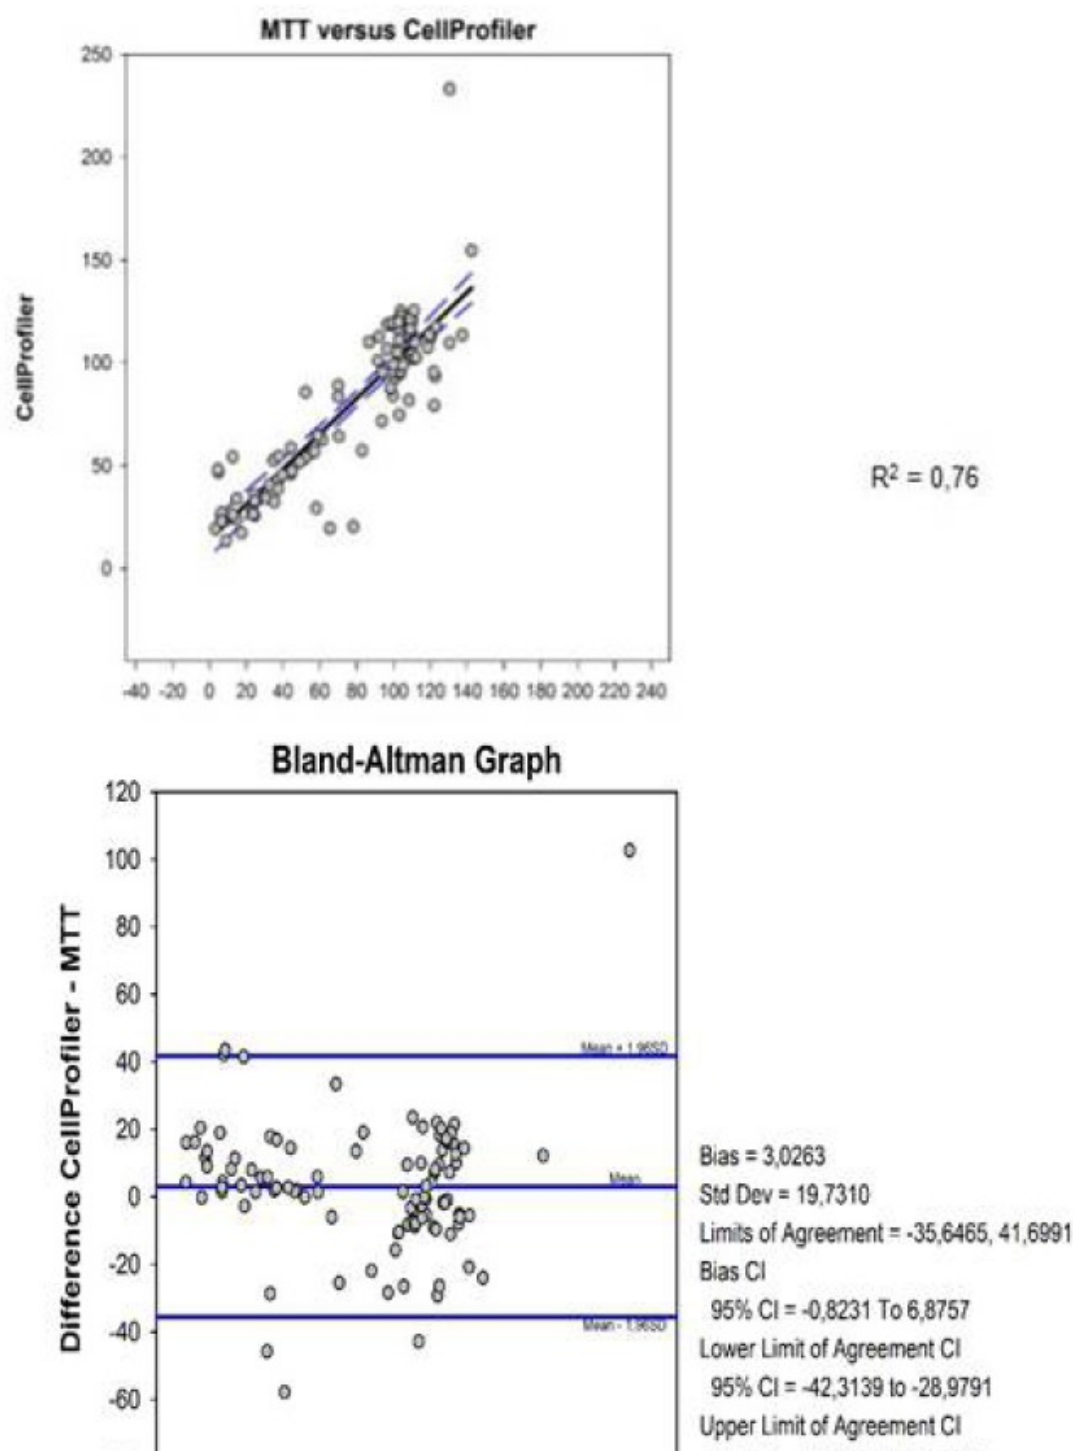 MTT versus CellProfiler
250
200
150
100
50
0
CellProfiler
-40 -20 0 20 40 60 80 100 120 140 160 180 200 220 240
R² = 0,76
Bland-Altman Graph
120
100
80
60
40
20
0
-20
-40
-60
Difference CellProfiler - MTT
Mean + 1,96SD
Mean
Mean - 1,96SD
Bias = 3,0263
Std Dev = 19,7310
Limits of Agreement = -35,6465, 41,6991
Bias CI
95% CI = -0,8231 To 6,8757
Lower Limit of Agreement CI
95% CI = -42,3139 to -28,9791
Upper Limit of Agreement CI